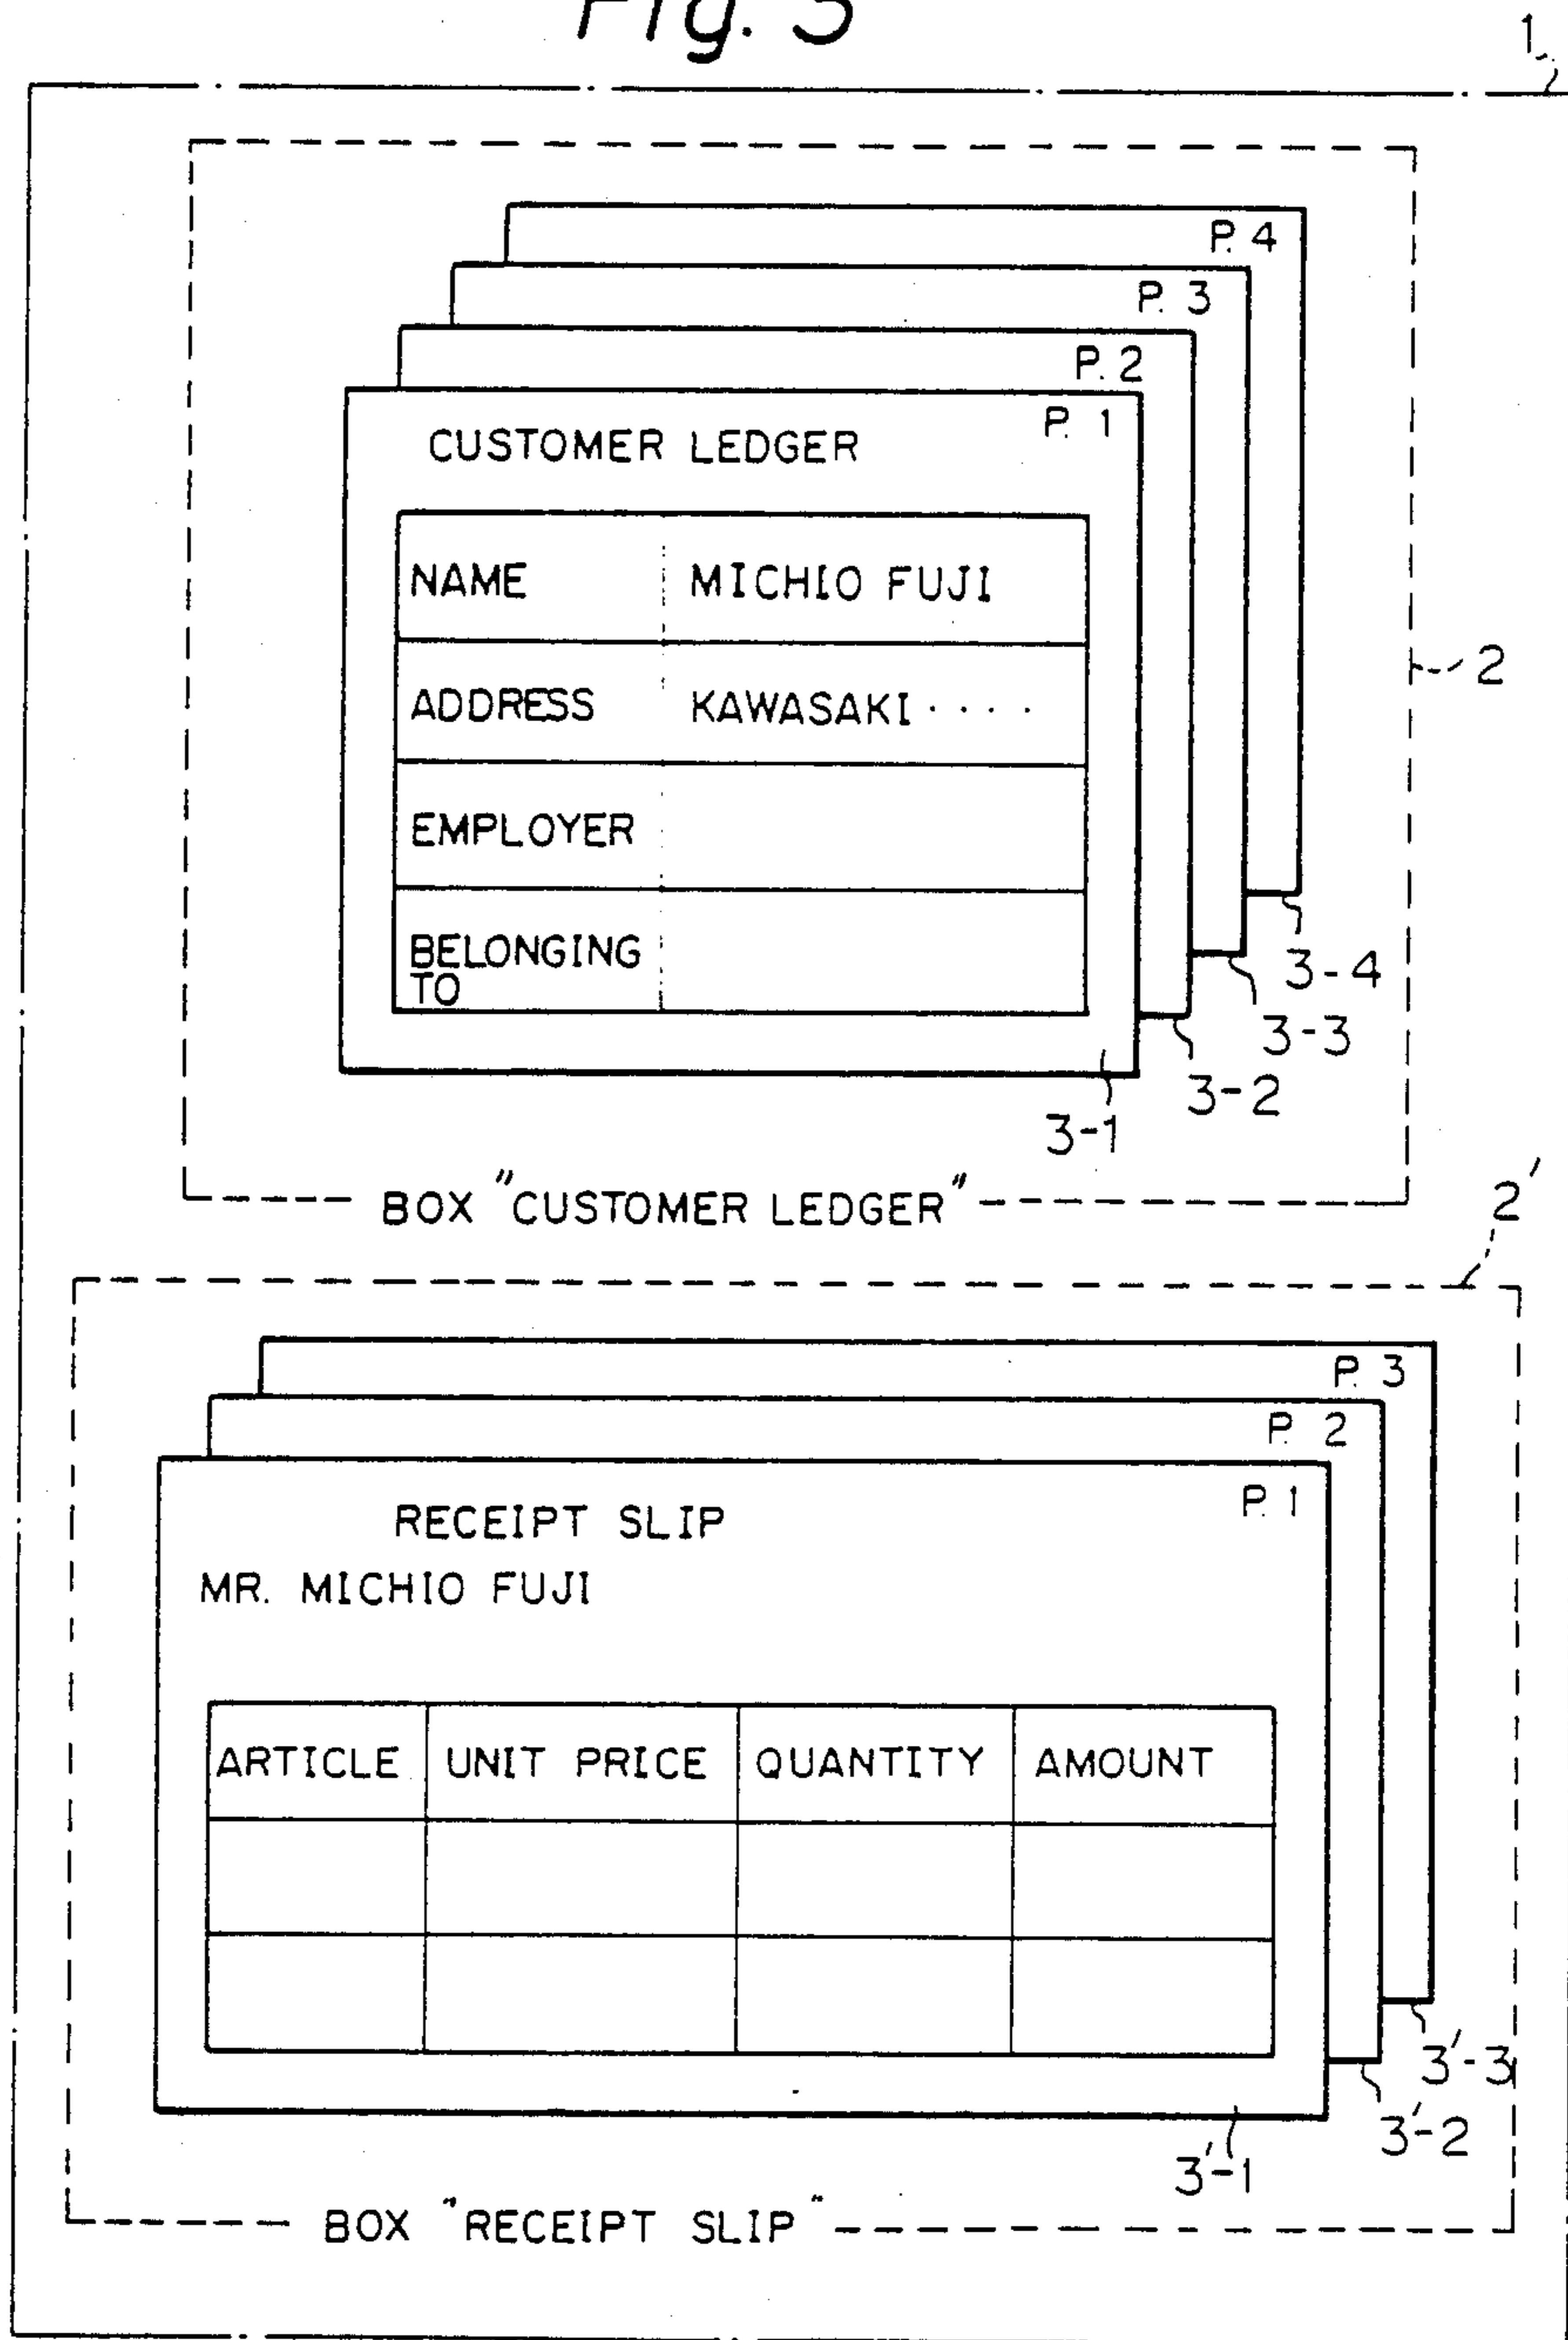 Fig. 3
1
P. 4
P. 3
P. 2
P. 1
CUSTOMER LEDGER
NAME MICHIO FUJI
ADDRESS KAWASAKI ····
2
EMPLOYER
BELONGING
TO
3-4
3-3
3-2
3-1
BOX "CUSTOMER LEDGER"
2'
P. 3
P. 2
P. 1
RECEIPT SLIP
MR. MICHIO FUJI
ARTICLE UNIT PRICE QUANTITY AMOUNT
3'-3
3'-2
3'-1
BOX "RECEIPT SLIP"